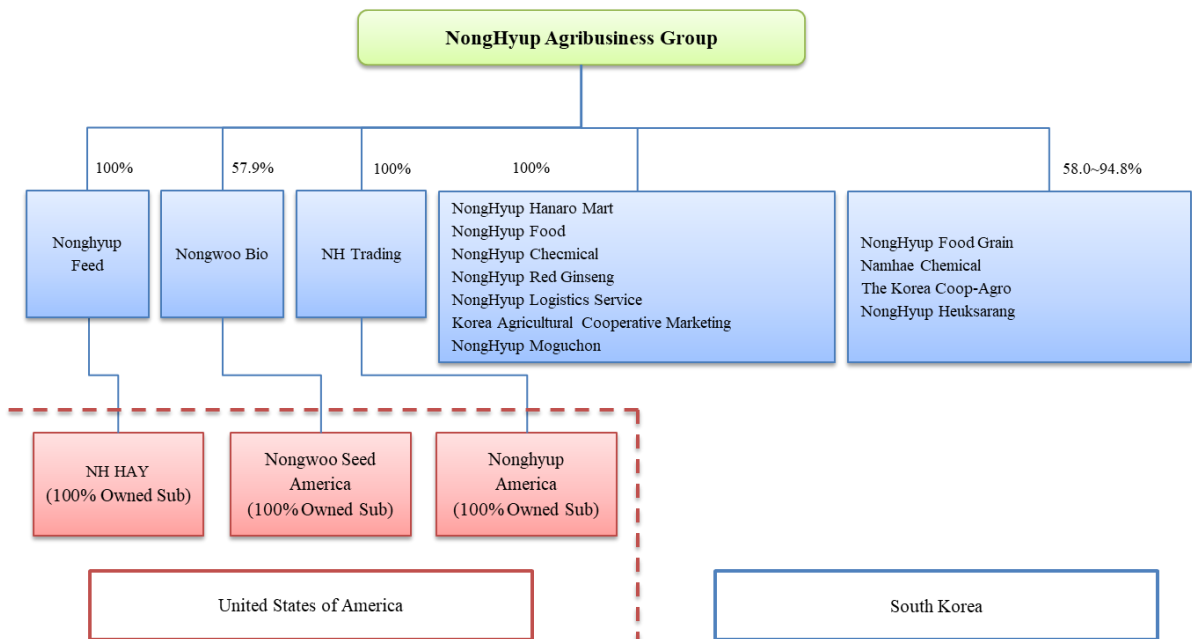 NongHyup Agribusiness Group
100%
57.9%
100%
100%
58.0~94.8%
Nonghyup
Feed
Nongwoo Bio
NH Trading
NongHyup Hanaro Mart
NongHyup Food
NongHyup Checmical
NongHyup Red Ginseng
NongHyup Logistics Service
Korea Agricultural Cooperative Marketing
NongHyup Moguchon
NongHyup Food Grain
Namhae Chemical
The Korea Coop-Agro
NongHyup Heuksarang
NH HAY
(100% Owned Sub)
Nongwoo Seed
America
(100% Owned Sub)
Nonghyup
America
(100% Owned Sub)
United States of America
South Korea